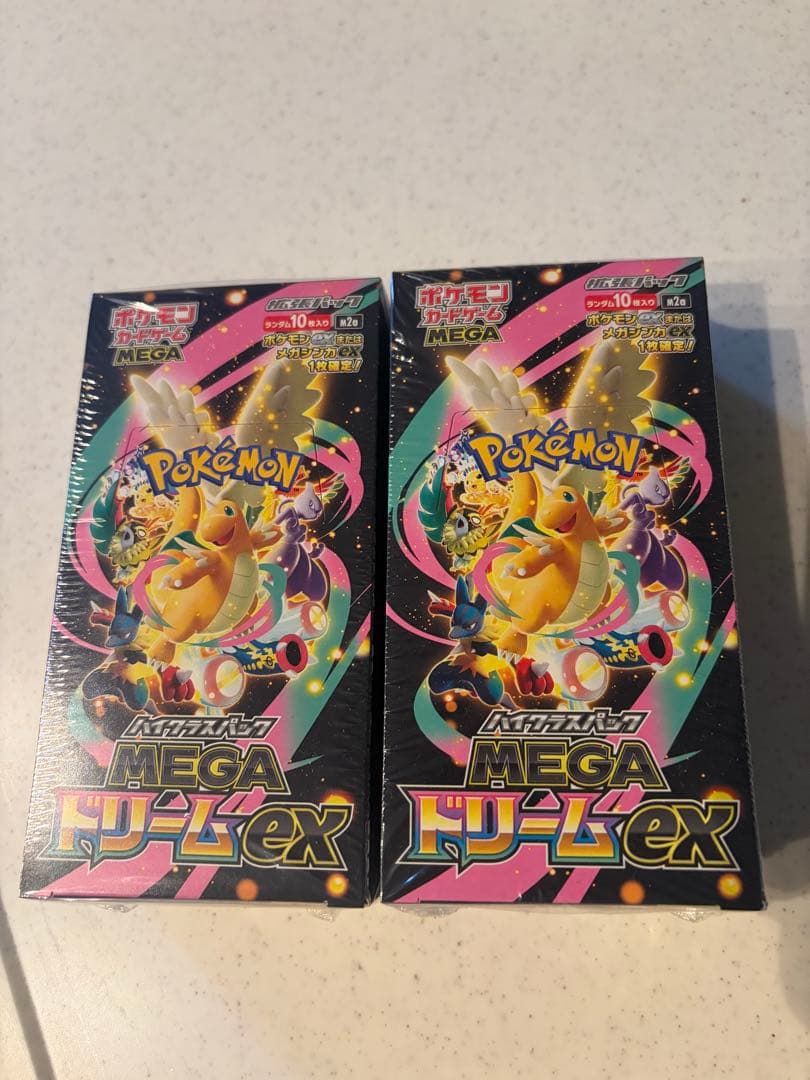 ポケモン
カードゲーム
MEGA
拡張パック
ランダム10枚入り
M2a
ポケモンexまたは
メガシンカex
1枚確定!
POKéMON
TM
ハイクラスパック
MEGA
ドリームex
ポケモン
カードゲーム
MEGA
拡張パック
ランダム10枚入り
M2a
ポケモンexまたは
メガシンカex
1枚確定!
POKéMON
TM
ハイクラスパック
MEGA
ドリームex